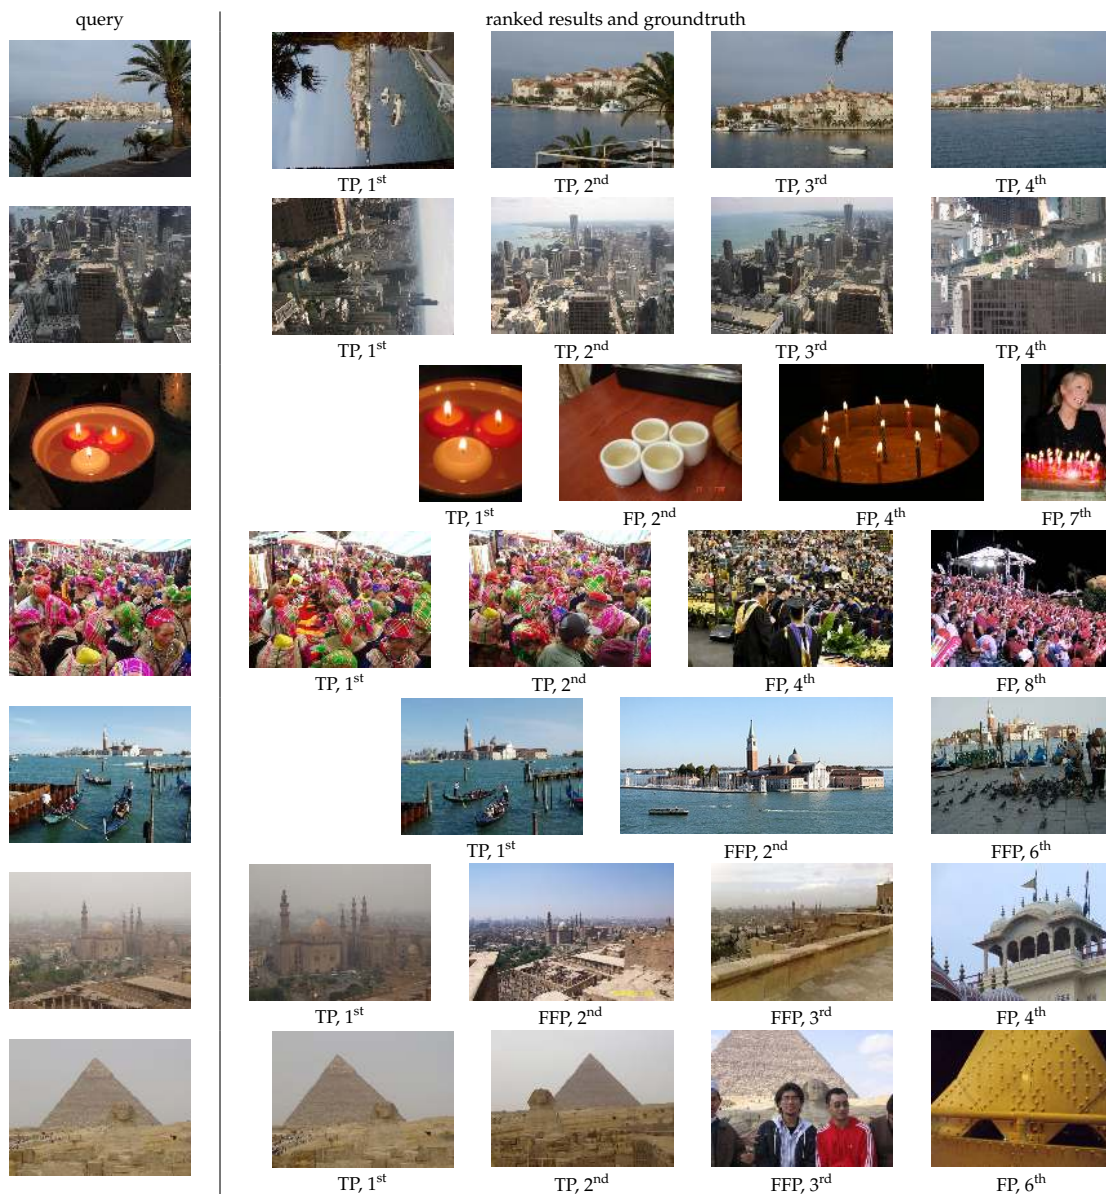 query
ranked results and groundtruth
TP, 1st
TP, 2nd
TP, 3rd
TP, 4th
TP, 1st
TP, 2nd
TP, 3rd
TP, 4th
TP, 1st
FP, 2nd
FP, 4th
FP, 7th
TP, 1st
TP, 2nd
FP, 4th
FP, 8th
TP, 1st
FFP, 2nd
FFP, 6th
TP, 1st
FFP, 2nd
FFP, 3rd
FP, 4th
TP, 1st
TP, 2nd
FFP, 3rd
FP, 6th